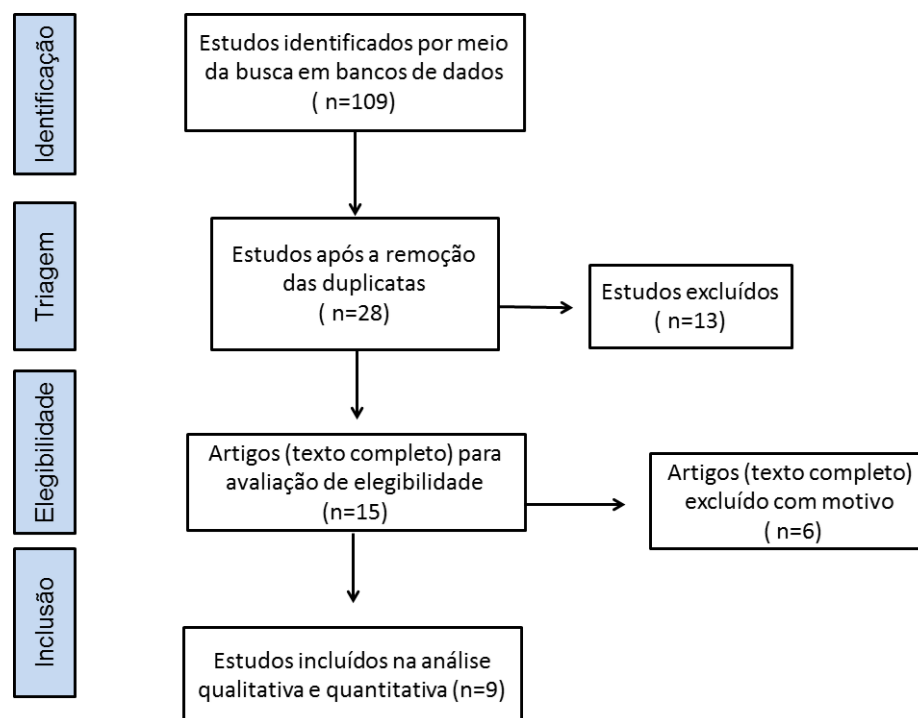 Identificação
Estudos identificados por meio
da busca em bancos de dados
( n=109)
Triagem
Estudos após a remoção
das duplicatas
( n=28)
Estudos excluídos
( n=13)
Elegibilidade
Artigos (texto completo) para
avaliação de elegibilidade
(n=15)
Artigos (texto completo)
excluído com motivo
( n=6)
Inclusão
Estudos incluídos na análise
qualitativa e quantitativa (n=9)